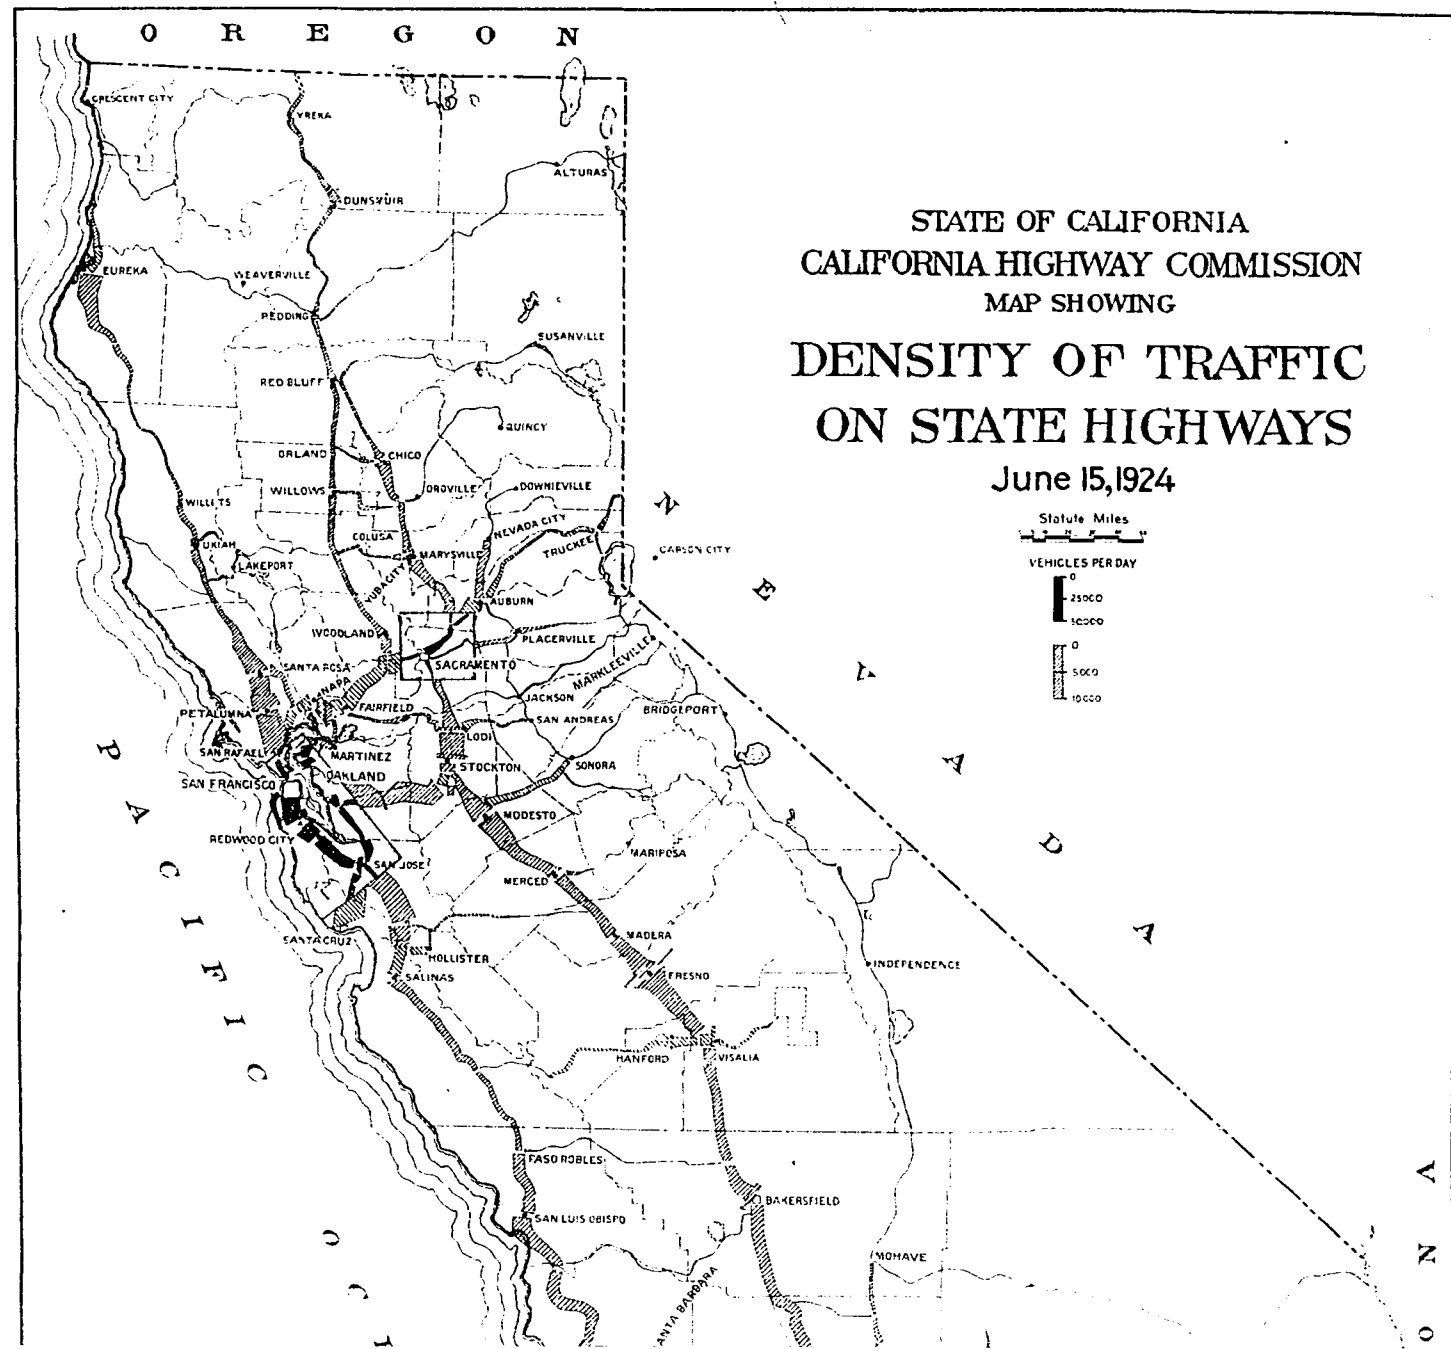 OREGON
CRESCENT CITY
YREKA
ALTURAS
DUNSMUIR
STATE OF CALIFORNIA
CALIFORNIA HIGHWAY COMMISSION
MAP SHOWING
DENSITY OF TRAFFIC
ON STATE HIGHWAYS
June 15, 1924
Statute Miles
VEHICLES PER DAY
0
25000
50000
0
5000
10000
EUREKA
WEAVERVILLE
REDDING
SUSANVILLE
RED BLUFF
QUINCY
ORLAND
CHICO
WILLOWS
OROVILLE
DOWNIEVILLE
WILLITS
NEVADA CITY
TRUCKEE
COLUSA
UKIAH
MARYSVILLE
CARSON CITY
LAKEPORT
YUBA CITY
AUBURN
WOODLAND
PLACERVILLE
SANTA ROSA
SACRAMENTO
MARKLEEVILLE
NAPA
JACKSON
PETALUMNA
FAIRFIELD
SAN ANDREAS
BRIDGEPORT
LODI
SAN RAFAEL
MARTINEZ
STOCKTON
SONORA
OAKLAND
SAN FRANCISCO
MODESTO
REDWOOD CITY
SAN JOSE
MARIPOSA
MERCED
SANTA CRUZ
MADERA
HOLLISTER
INDEPENDENCE
SALINAS
FRESNO
HANFORD
VISALIA
PASO ROBLES
BAKERSFIELD
SAN LUIS OBISPO
MOHAVE
ANTA BARBARA
NEVADA
PACIFIC
OC